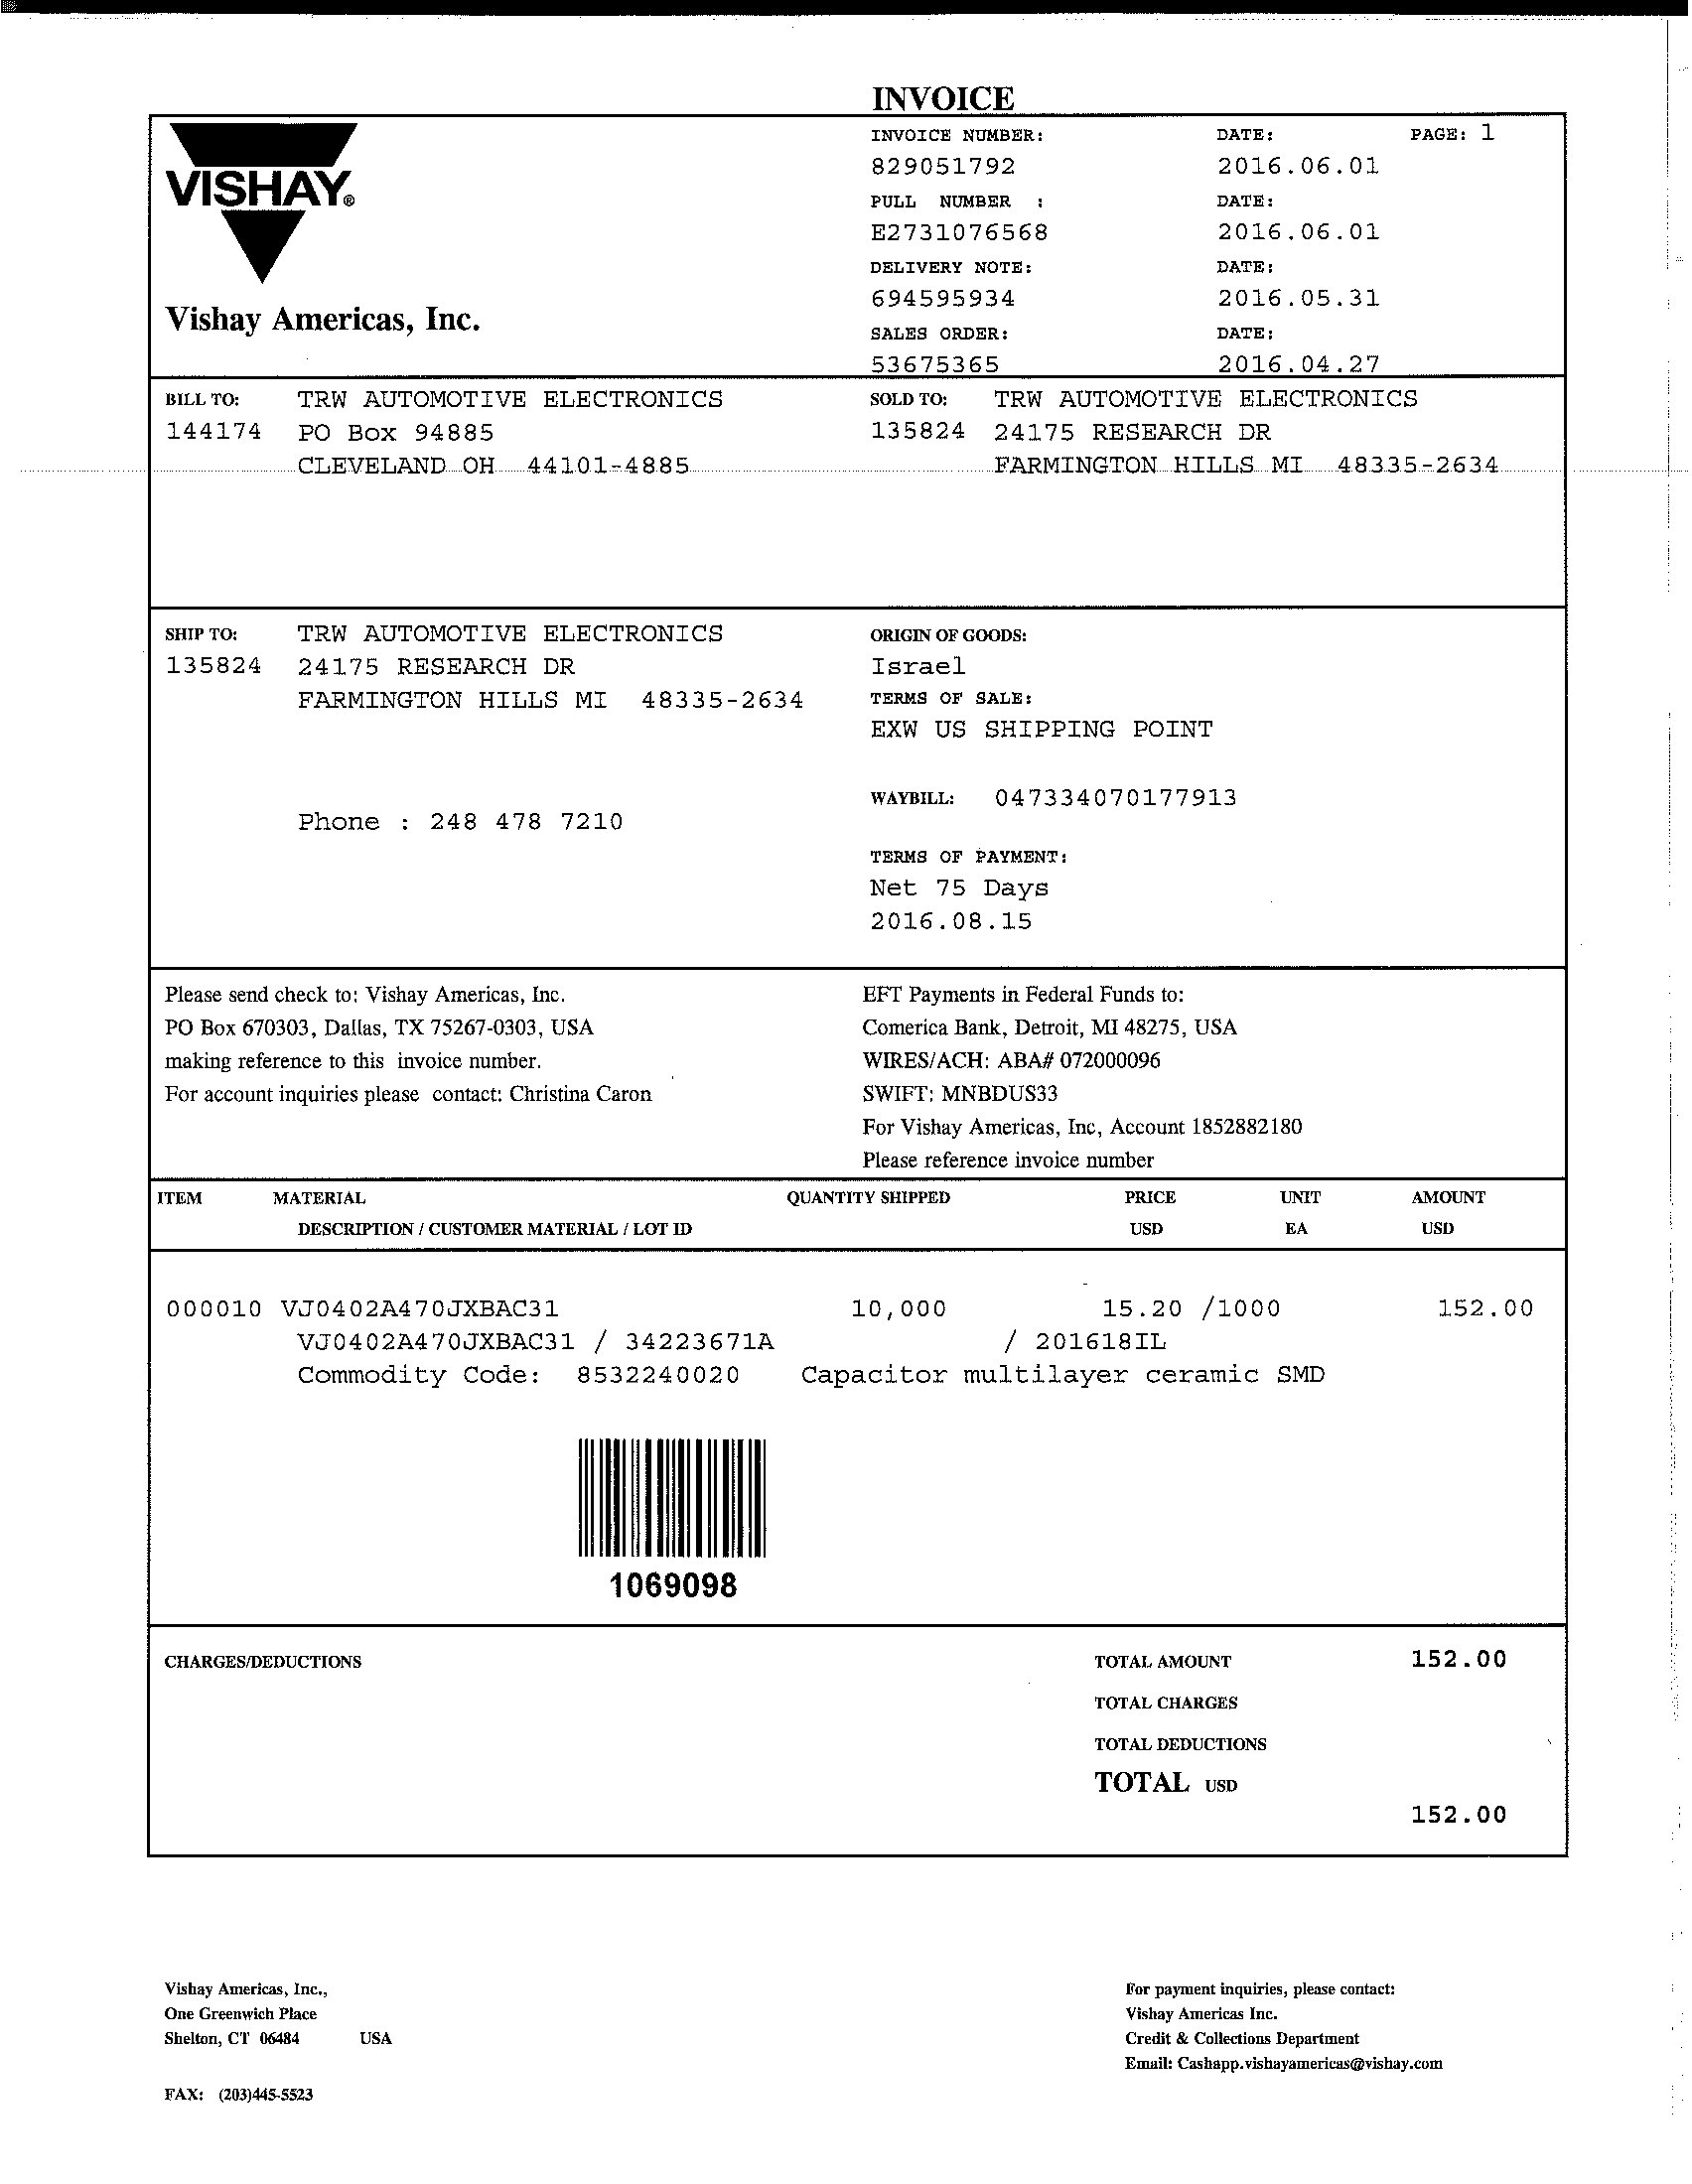 INVOICE
VISHAY®
Vishay Americas, Inc.
INVOICE NUMBER: DATE: PAGE: 1
829051792 2016.06.01
PULL NUMBER : DATE:
E2731076568 2016.06.01
DELIVERY NOTE: DATE:
694595934 2016.05.31
SALES ORDER: DATE:
53675365 2016.04.27
BILL TO: TRW AUTOMOTIVE ELECTRONICS
144174 PO Box 94885
CLEVELAND OH 44101-4885
SOLD TO: TRW AUTOMOTIVE ELECTRONICS
135824 24175 RESEARCH DR
FARMINGTON HILLS MI 48335-2634
SHIP TO: TRW AUTOMOTIVE ELECTRONICS
135824 24175 RESEARCH DR
FARMINGTON HILLS MI 48335-2634
Phone : 248 478 7210
ORIGIN OF GOODS:
Israel
TERMS OF SALE:
EXW US SHIPPING POINT
WAYBILL: 047334070177913
TERMS OF PAYMENT:
Net 75 Days
2016.08.15
Please send check to: Vishay Americas, Inc.
PO Box 670303, Dallas, TX 75267-0303, USA
making reference to this invoice number.
For account inquiries please contact: Christina Caron
EFT Payments in Federal Funds to:
Comerica Bank, Detroit, MI 48275, USA
WIRES/ACH: ABA# 072000096
SWIFT: MNBDUS33
For Vishay Americas, Inc, Account 1852882180
Please reference invoice number
ITEM MATERIAL QUANTITY SHIPPED PRICE UNIT AMOUNT
DESCRIPTION / CUSTOMER MATERIAL / LOT ID USD EA USD
000010 VJ0402A470JXBAC31 10,000 15.20 /1000 152.00
VJ0402A470JXBAC31 / 34223671A / 201618IL
Commodity Code: 8532240020 Capacitor multilayer ceramic SMD
1069098
CHARGES/DEDUCTIONS TOTAL AMOUNT 152.00
TOTAL CHARGES
TOTAL DEDUCTIONS
TOTAL USD
152.00
Vishay Americas, Inc.,
One Greenwich Place
Shelton, CT 06484 USA
FAX: (203)445-5523
For payment inquiries, please contact:
Vishay Americas Inc.
Credit & Collections Department
Email: Cashapp.vishayamericas@vishay.com